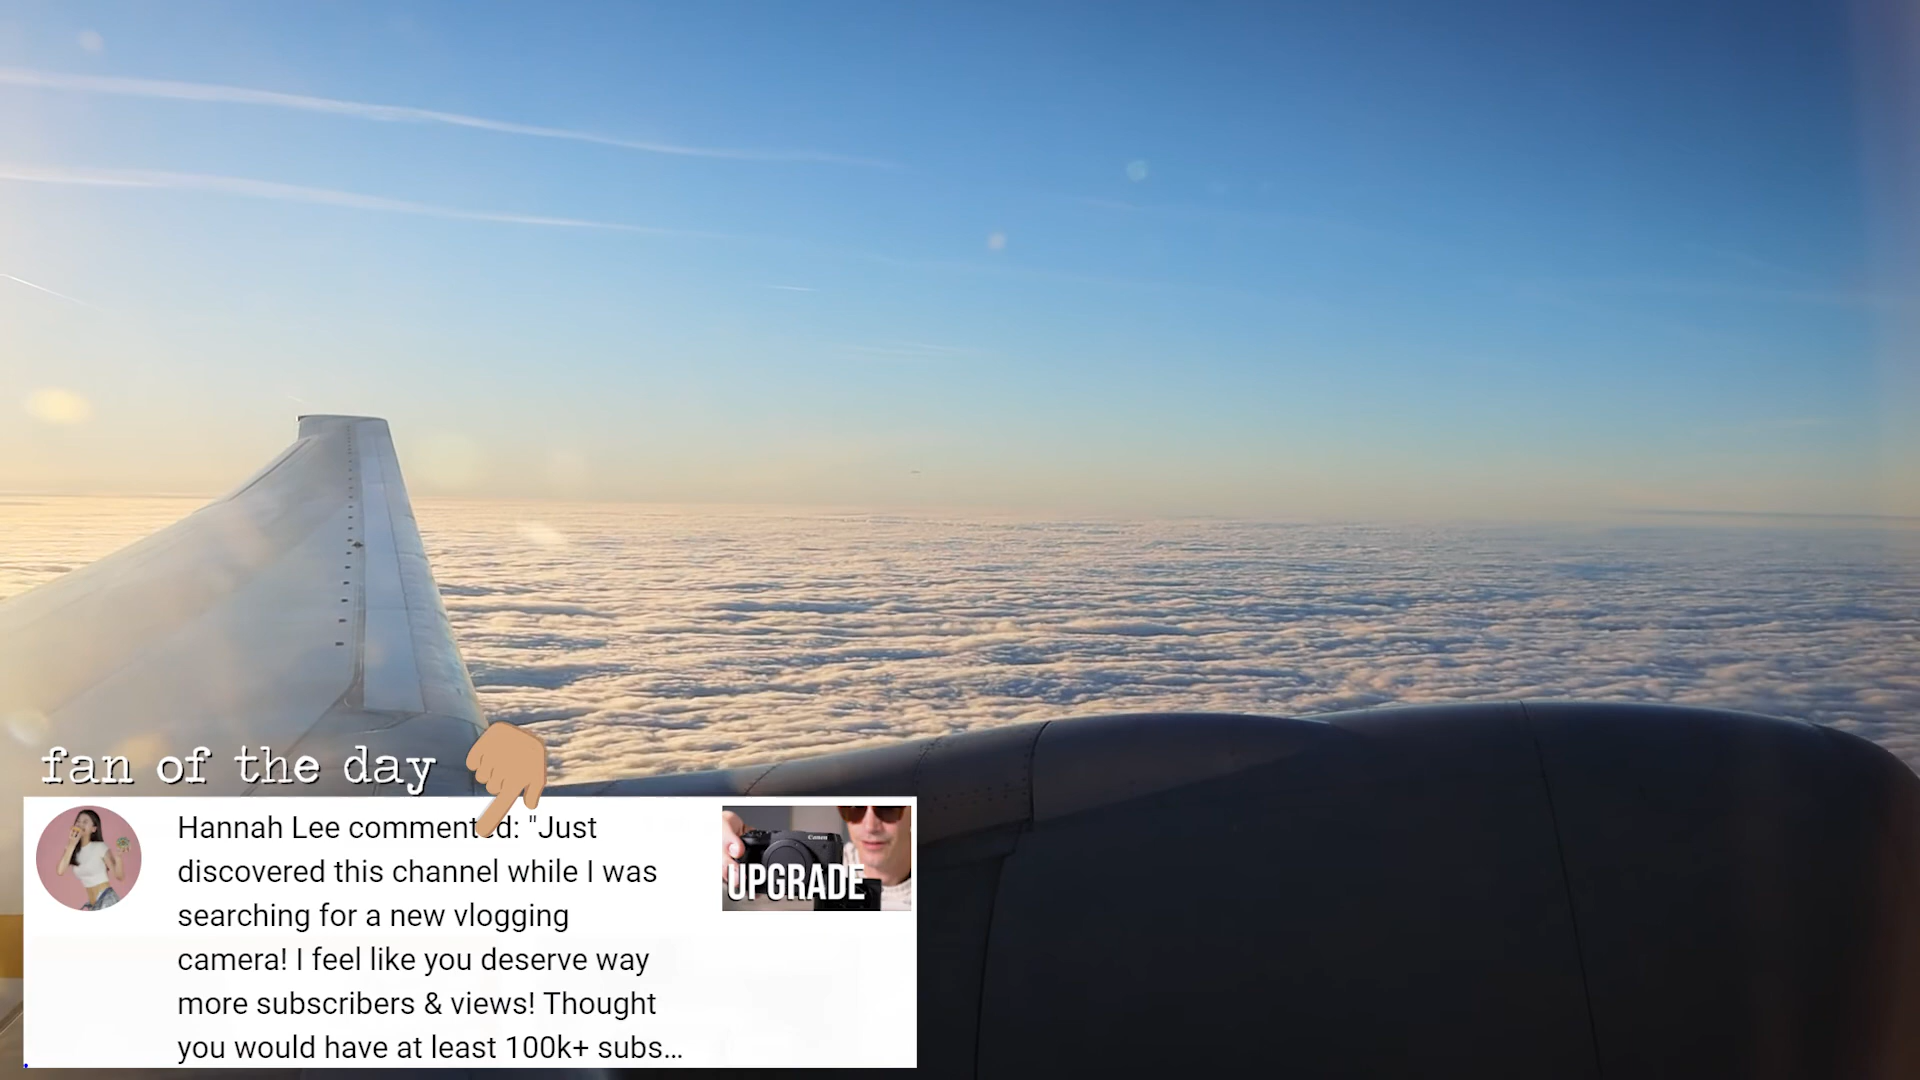 fan of the day
Hannah Lee commented: "Just
discovered this channel while I was
searching for a new vlogging
camera! I feel like you deserve way
more subscribers & views! Thought
you would have at least 100k+ subs...
Canon
UPGRADE